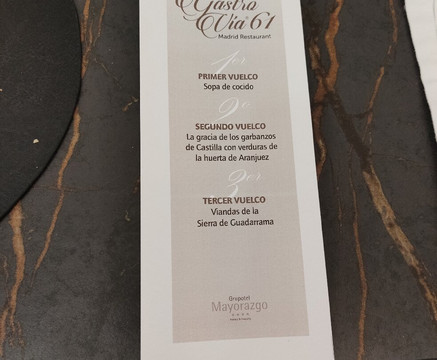 Gastro
Vía 61
Madrid Restaurant
1er
PRIMER VUELCO
Sopa de cocido
2o
SEGUNDO VUELCO
La gracia de los garbanzos
de Castilla con verduras de
la huerta de Aranjuez
3er
TERCER VUELCO
Viandas de la
Sierra de Guadarrama
Grupotel
Mayorazgo